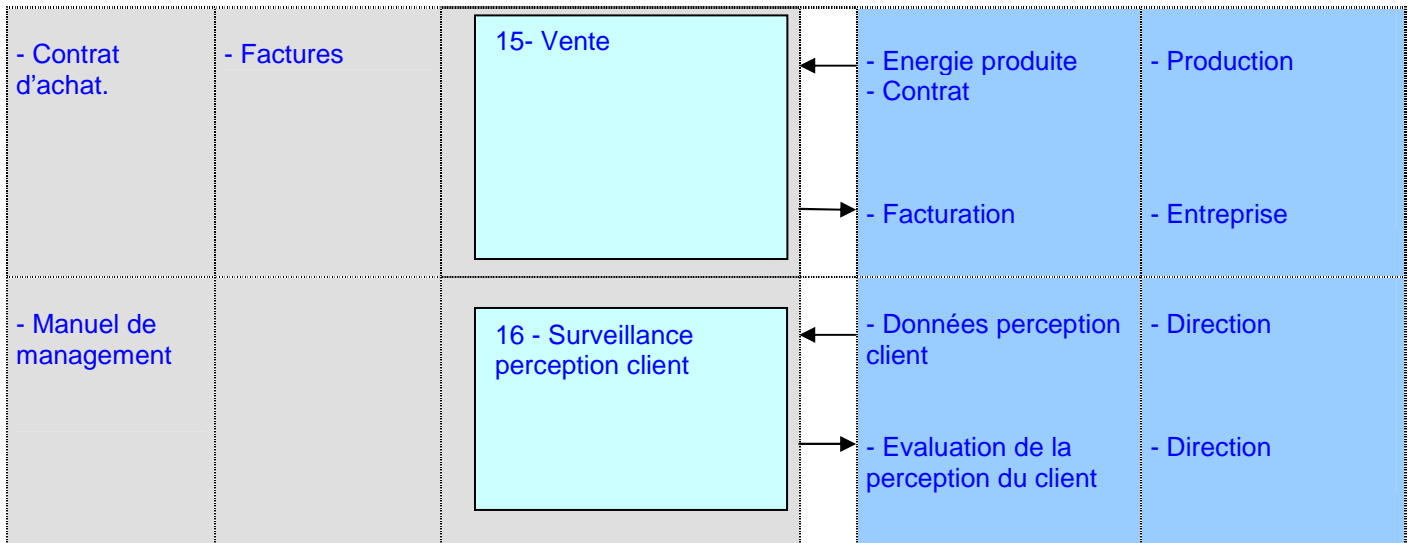 - Contrat
d’achat.
- Factures
15- Vente
- Energie produite
- Contrat
- Production
- Facturation
- Entreprise
- Manuel de
management
16 - Surveillance
perception client
- Données perception
client
- Direction
- Evaluation de la
perception du client
- Direction